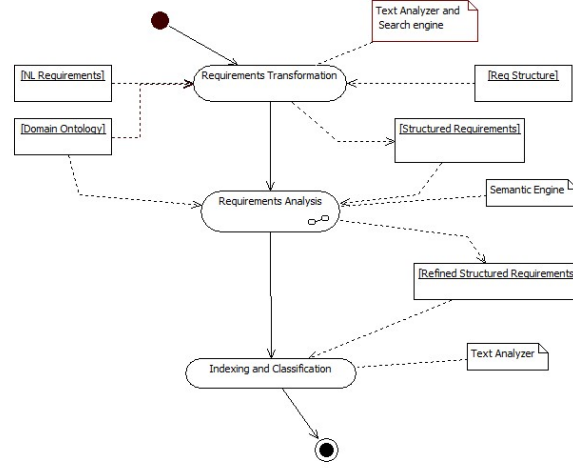 Text Analyzer and
Search engine
[NL Requirements]
Requirements Transformation
[Req Structure]
[Domain Ontology]
[Structured Requirements]
Requirements Analysis
Semantic Engine
[Refined Structured Requirements
Text Analyzer
Indexing and Classification